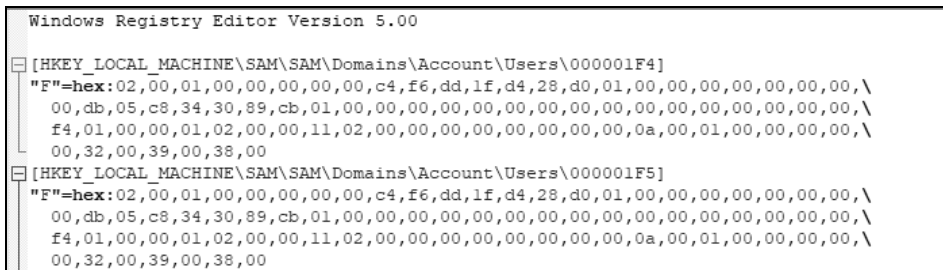 Windows Registry Editor Version 5.00
[HKEY_LOCAL_MACHINE\SAM\SAM\Domains\Account\Users\000001F4]
"F"=hex:02,00,01,00,00,00,00,00,c4,f6,dd,1f,d4,28,d0,01,00,00,00,00,00,00,00,\
00,db,05,c8,34,30,89,cb,01,00,00,00,00,00,00,00,00,00,00,00,00,00,00,00,00,\
f4,01,00,00,01,02,00,00,11,02,00,00,00,00,00,00,00,00,0a,00,01,00,00,00,00,\
00,32,00,39,00,38,00
[HKEY_LOCAL_MACHINE\SAM\SAM\Domains\Account\Users\000001F5]
"F"=hex:02,00,01,00,00,00,00,00,c4,f6,dd,1f,d4,28,d0,01,00,00,00,00,00,00,00,\
00,db,05,c8,34,30,89,cb,01,00,00,00,00,00,00,00,00,00,00,00,00,00,00,00,00,\
f4,01,00,00,01,02,00,00,11,02,00,00,00,00,00,00,00,00,0a,00,01,00,00,00,00,\
00,32,00,39,00,38,00